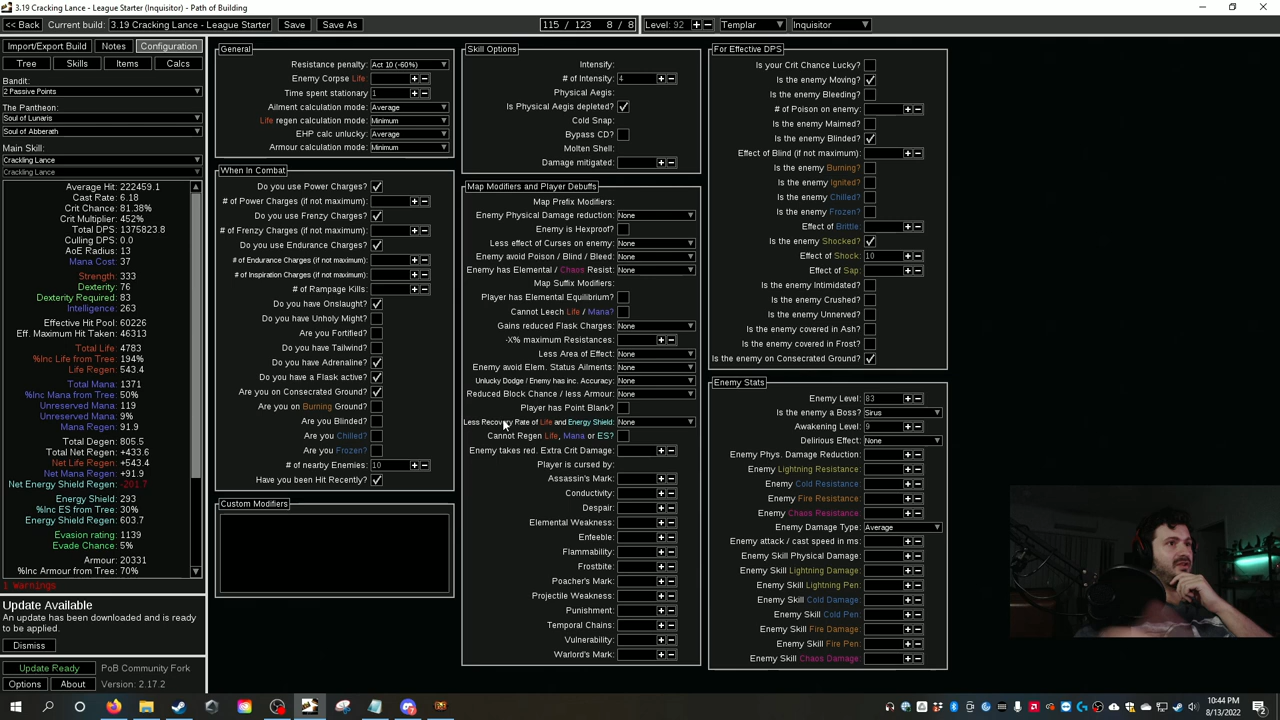 3.19 Cracking Lance - League Starter (Inquisitor) - Path of Building
<< Back
Current build:
3.19 Crackling Lance - League Starter (Inquisitor)
Save
Save As
115 / 123 8 / 8
Level: 92
Templar
Inquisitor
Import/Export Build
Notes
Configuration
Tree
Skills
Items
Calcs
Bandit:
2 Passive Points
The Pantheon:
Soul of Lunaris
Soul of Abberath
Main Skill:
Crackling Lance
Crackling Lance
Average Hit: 222459.1
Cast Rate: 6.18
Crit Chance: 81.38%
Crit Multiplier: 452%
Total DPS: 1375823.8
Culling DPS: 0.0
AoE Radius: 13
Mana Cost: 37
Strength: 333
Dexterity: 76
Dexterity Required: 83
Intelligence: 263
Effective Hit Pool: 60226
Eff. Maximum Hit Taken: 46313
Total Life: 4783
%Inc Life from Tree: 194%
Life Regen: 543.4
Total Mana: 1371
%Inc Mana from Tree: 50%
Unreserved Mana: 119
Unreserved Mana: 9%
Mana Regen: 91.9
Total Degen: 805.5
Total Net Regen: +433.6
Net Life Regen: +543.4
Net Mana Regen: +91.9
Net Energy Shield Regen: -201.7
Energy Shield: 293
%Inc ES from Tree: 30%
Energy Shield Regen: 603.7
Evasion rating: 1139
Evade Chance: 5%
Armour: 20331
%Inc Armour from Tree: 70%
1 Warnings
Update Available
An update has been downloaded and is ready
to be applied.
Dismiss
Update Ready
PoB Community Fork
Options
About
Version: 2.17.2
General
Resistance penalty: Act 10 (-60%)
Enemy Corpse Life:
Time spent stationary 1
Ailment calculation mode: Average
Life regen calculation mode: Minimum
EHP calc unlucky: Average
Armour calculation mode: Minimum
When In Combat
Do you use Power Charges?
# of Power Charges (if not maximum):
Do you use Frenzy Charges?
# of Frenzy Charges (if not maximum):
Do you use Endurance Charges?
# of Endurance Charges (if not maximum):
# of Inspiration Charges (if not maximum):
# of Rampage Kills:
Do you have Onslaught?
Do you have Unholy Might?
Are you Fortified?
Do you have Tailwind?
Do you have Adrenaline?
Do you have a Flask active?
Are you on Consecrated Ground?
Are you on Burning Ground?
Are you Blinded?
Are you Chilled?
Are you Frozen?
# of nearby Enemies: 10
Have you been Hit Recently?
Custom Modifiers
Skill Options
Intensity:
# of Intensity: 4
Physical Aegis:
Is Physical Aegis depleted?
Cold Snap:
Bypass CD?
Molten Shell:
Damage mitigated:
Map Modifiers and Player Debuffs
Map Prefix Modifiers:
Enemy Physical Damage reduction: None
Enemy is Hexproof?
Less effect of Curses on enemy: None
Enemy avoid Poison / Blind / Bleed: None
Enemy has Elemental / Chaos Resist: None
Map Suffix Modifiers:
Player has Elemental Equilibrium?
Cannot Leech Life / Mana?
Gains reduced Flask Charges: None
-X% maximum Resistances:
Less Area of Effect: None
Enemy avoid Elem. Status Ailments: None
Unlucky Dodge / Enemy has inc. Accuracy: None
Reduced Block Chance / less Armour: None
Player has Point Blank?
Less Recovery Rate of Life and Energy Shield: None
Cannot Regen Life, Mana or ES?
Enemy takes red. Extra Crit Damage:
Player is cursed by:
Assassin's Mark:
Conductivity:
Despair:
Elemental Weakness:
Enfeeble:
Flammability:
Frostbite:
Poacher's Mark:
Projectile Weakness:
Punishment:
Temporal Chains:
Vulnerability:
Warlord's Mark:
For Effective DPS
Is your Crit Chance Lucky?
Is the enemy Moving?
Is the enemy Bleeding?
# of Poison on enemy:
Is the enemy Maimed?
Is the enemy Blinded?
Effect of Blind (if not maximum):
Is the enemy Burning?
Is the enemy Ignited?
Is the enemy Chilled?
Is the enemy Frozen?
Effect of Brittle:
Is the enemy Shocked?
Effect of Shock: 10
Effect of Sap:
Is the enemy Intimidated?
Is the enemy Crushed?
Is the enemy Unnerved?
Is the enemy covered in Ash?
Is the enemy covered in Frost?
Is the enemy on Consecrated Ground?
Enemy Stats
Enemy Level: 83
Is the enemy a Boss? Sirus
Awakening Level: 9
Delirious Effect: None
Enemy Phys. Damage Reduction:
Enemy Lightning Resistance:
Enemy Cold Resistance:
Enemy Fire Resistance:
Enemy Chaos Resistance:
Enemy Damage Type: Average
Enemy attack / cast speed in ms:
Enemy Skill Physical Damage:
Enemy Skill Lightning Damage:
Enemy Skill Lightning Pen:
Enemy Skill Cold Damage:
Enemy Skill Cold Pen:
Enemy Skill Fire Damage:
Enemy Skill Fire Pen:
Enemy Skill Chaos Damage:
10:44 PM
8/13/2022